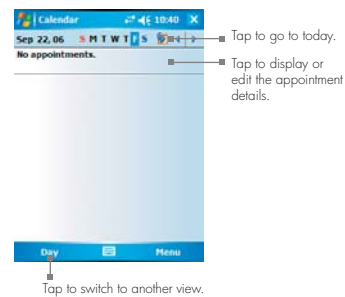 Calendar 10:40
Sep 22, 06 S M T W T F S
Tap to go to today.
No appointments.
Tap to display or
edit the appointment
details.
Day Menu
Tap to switch to another view.